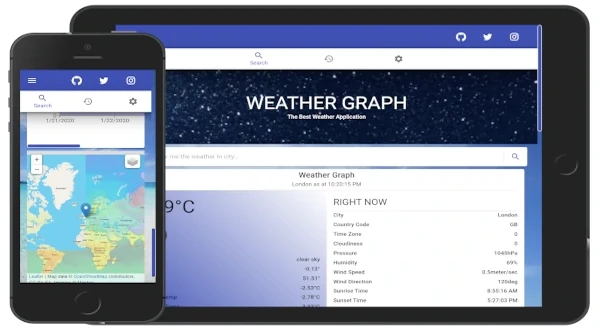 Search
1/21/2020 1/22/2020
+
−
Leaflet | Map data © OpenStreetMap contributors,
Search
WEATHER GRAPH
The Best Weather Application
me the weather in city...
Weather Graph
London as at 10:20:15 PM
9°C
clear sky
-0.13°
51.51°
-2.53°C
-2.78°C
-2°C
RIGHT NOW
City London
Country Code GB
Time Zone 0
Cloudiness 0
Pressure 1045hPa
Humidity 69%
Wind Speed 0.5meter/sec
Wind Direction 120deg
Sunrise Time 8:55:16 AM
Sunset Time 5:27:03 PM